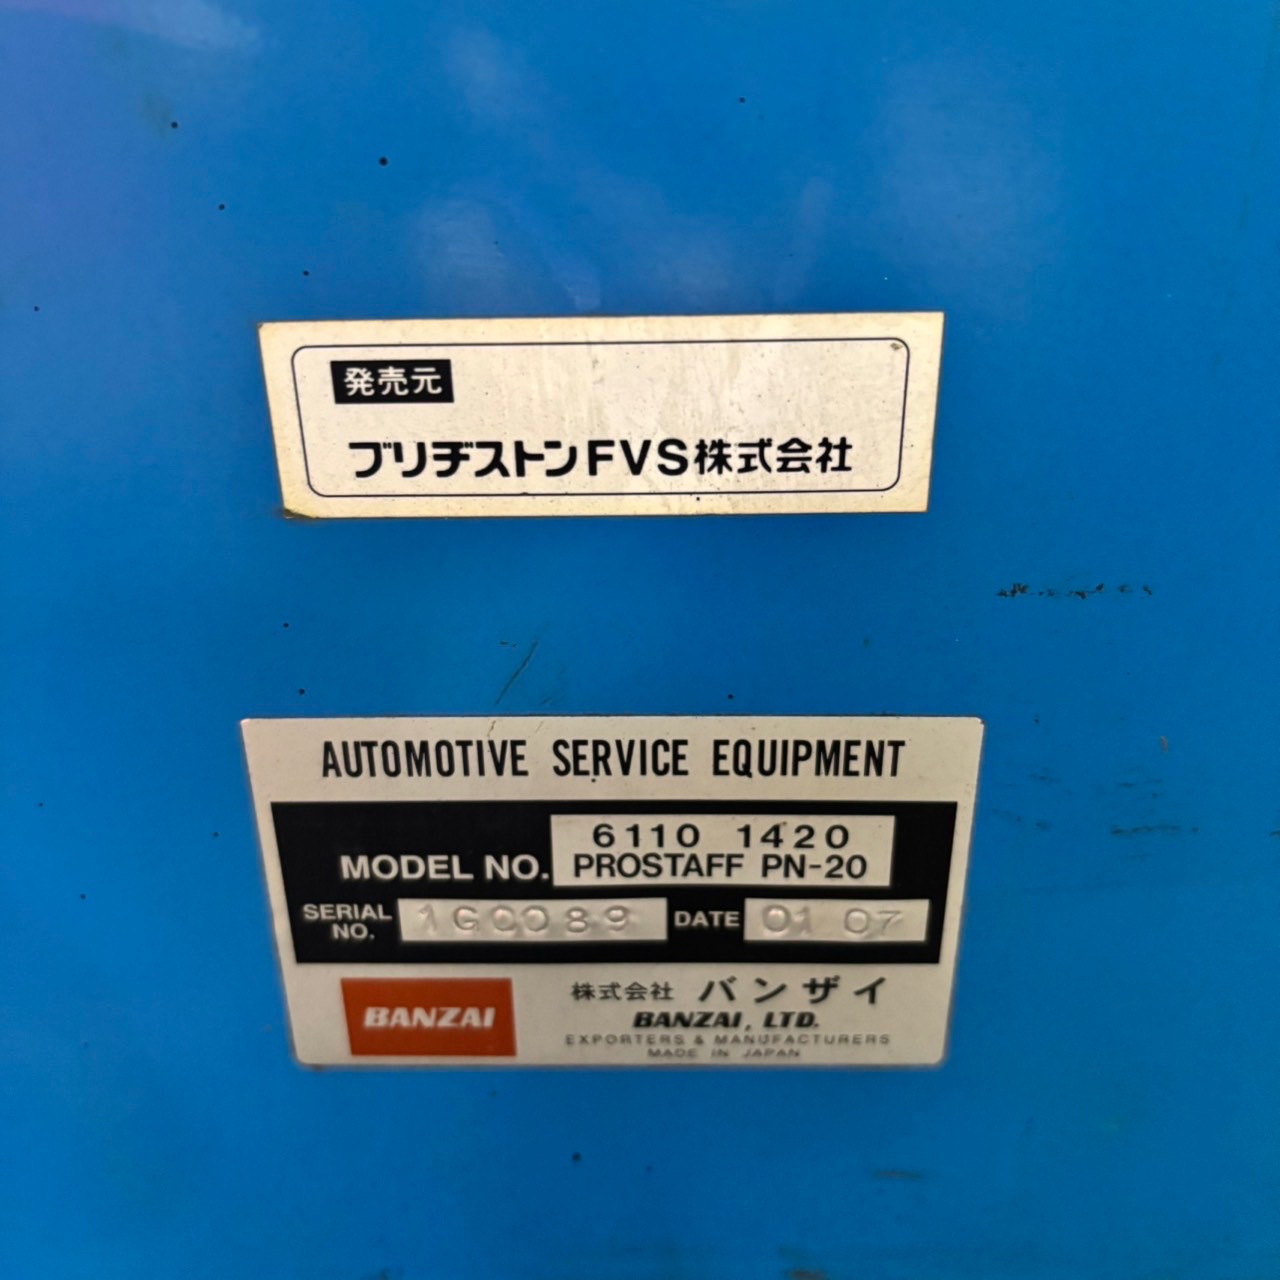 発売元
ブリヂストンFVS株式会社
AUTOMOTIVE SERVICE EQUIPMENT
6110 1420
MODEL NO. PROSTAFF PN-20
SERIAL NO. 1G0089 DATE 01 07
BANZAI
株式会社 バンザイ
BANZAI, LTD.
EXPORTERS & MANUFACTURERS
MADE IN JAPAN